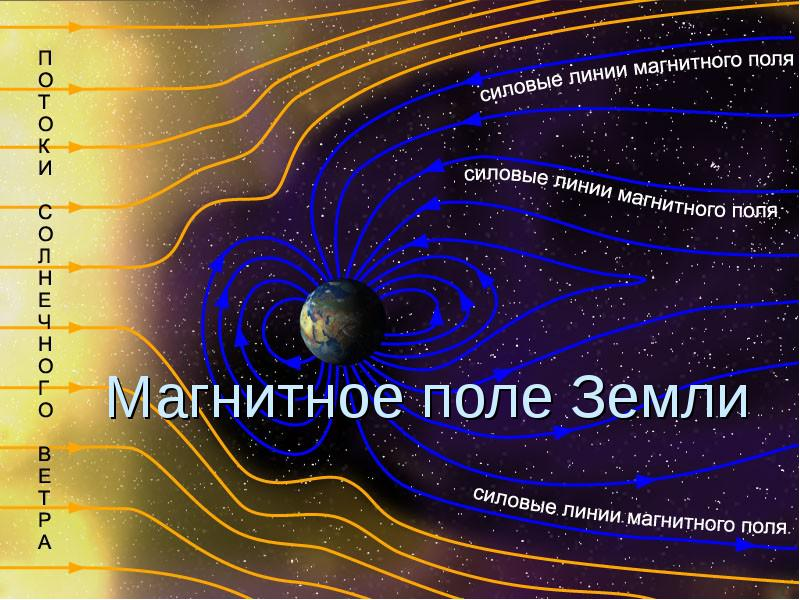 ПОТОКИ СОЛНЕЧНОГО ВЕТРА
силовые линии магнитного поля
силовые линии магнитного поля
Магнитное поле Земли
силовые линии магнитного поля